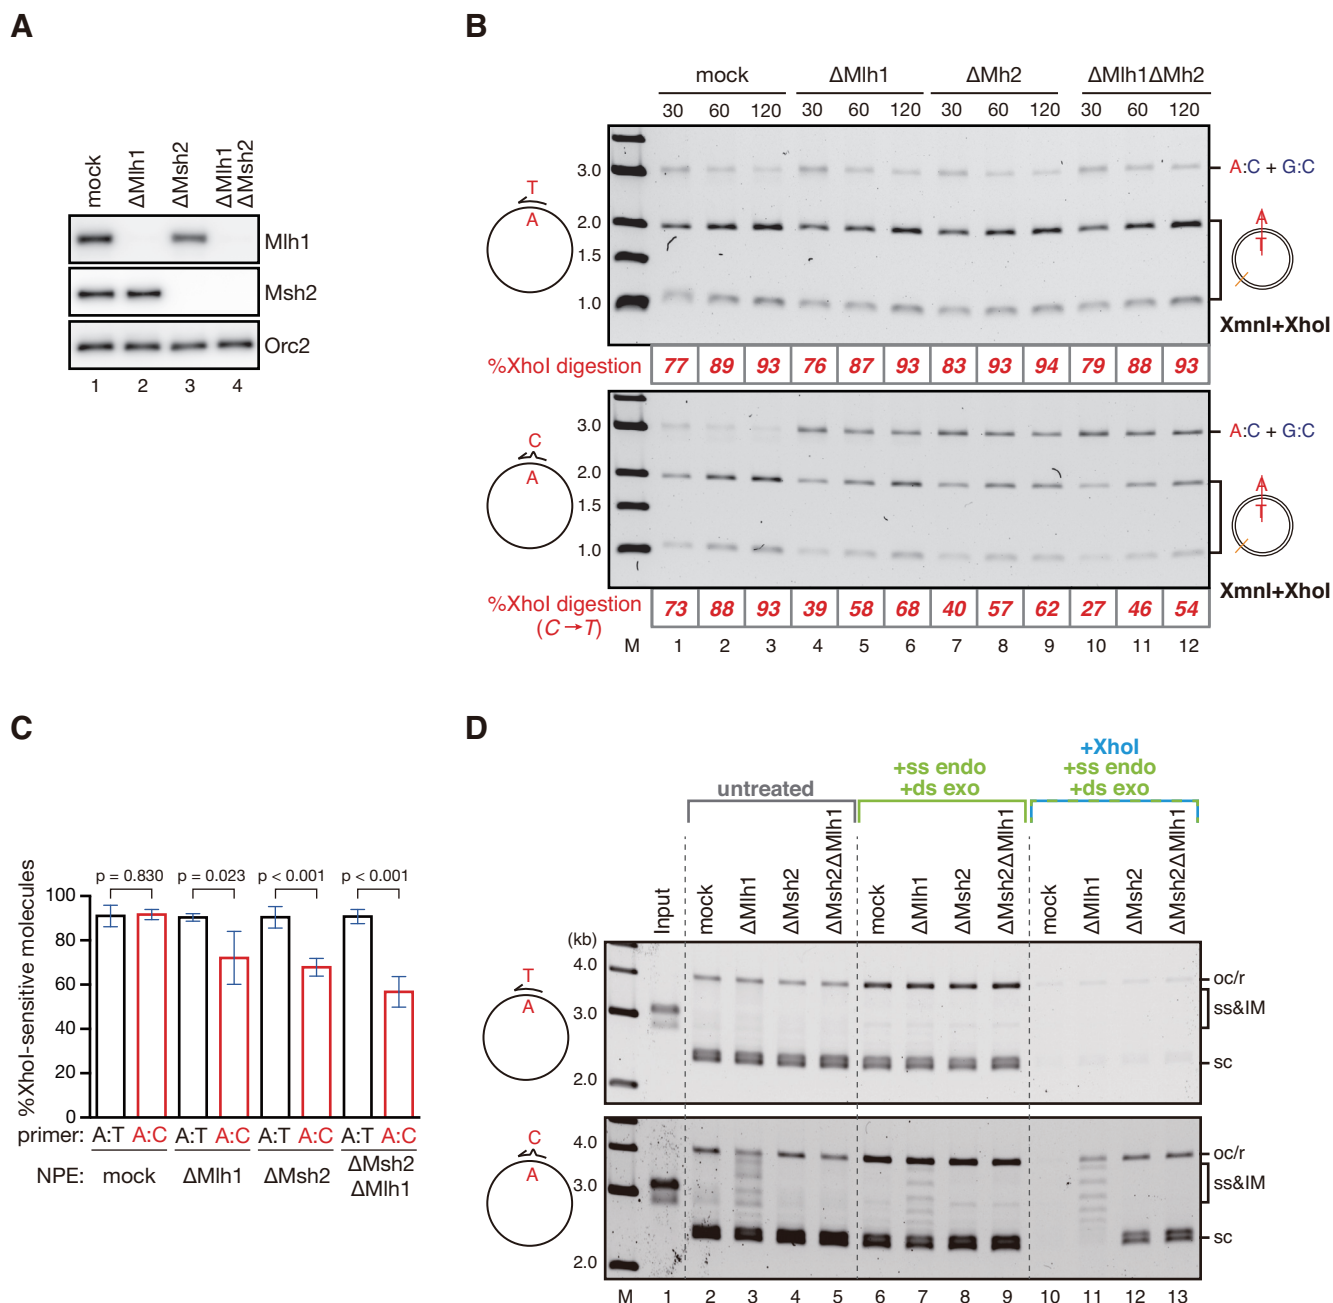 A
mock
ΔMlh1
ΔMsh2
ΔMlh1
ΔMsh2
Mlh1
Msh2
Orc2
1 2 3 4
B
mock ΔMlh1 ΔMh2 ΔMlh1ΔMh2
30 60 120 30 60 120 30 60 120 30 60 120
T
A
3.0
2.0
1.5
1.0
A:C + G:C
A
T
XmnI+XhoI
%XhoI digestion 77 89 93 76 87 93 83 93 94 79 88 93
C
A
3.0
2.0
1.5
1.0
A:C + G:C
A
T
XmnI+XhoI
%XhoI digestion 73 88 93 39 58 68 40 57 62 27 46 54
(C→T)
M 1 2 3 4 5 6 7 8 9 10 11 12
C
%XhoI-sensitive molecules
p = 0.830 p = 0.023 p < 0.001 p < 0.001
100
80
60
40
20
0
primer: A:T A:C A:T A:C A:T A:C A:T A:C
NPE: mock ΔMlh1 ΔMsh2 ΔMsh2
ΔMlh1
D
untreated
+ss endo
+ds exo
+XhoI
+ss endo
+ds exo
Input
mock
ΔMlh1
ΔMsh2
ΔMsh2ΔMlh1
mock
ΔMlh1
ΔMsh2
ΔMsh2ΔMlh1
mock
ΔMlh1
ΔMsh2
ΔMsh2ΔMlh1
(kb)
T
A
4.0
3.0
2.0
oc/r
ss&IM
sc
C
A
4.0
3.0
2.0
oc/r
ss&IM
sc
M 1 2 3 4 5 6 7 8 9 10 11 12 13